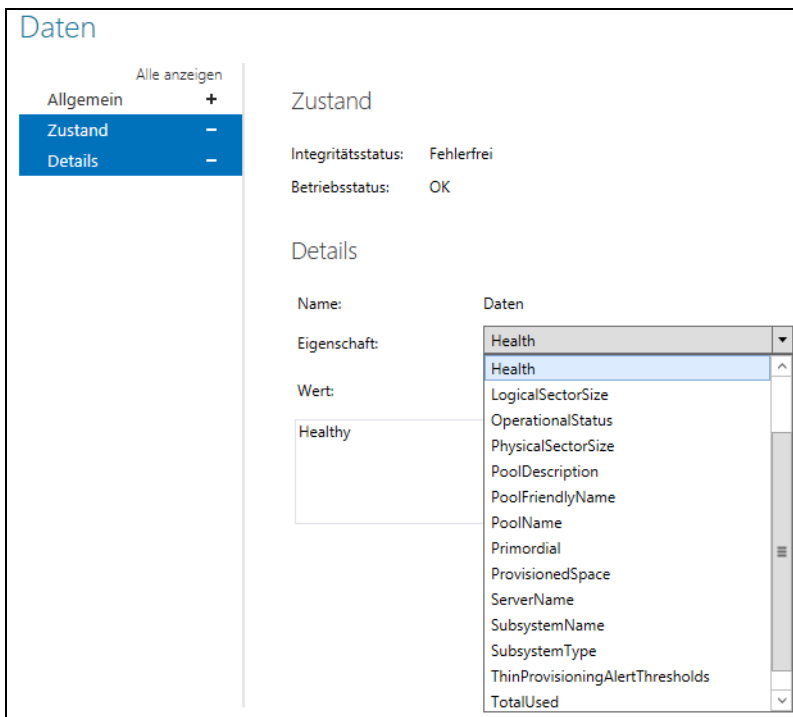 Daten
Alle anzeigen
Allgemein +
Zustand –
Details –
Zustand
Integritätsstatus: Fehlerfrei
Betriebsstatus: OK
Details
Name: Daten
Eigenschaft: Health
Health
LogicalSectorSize
OperationalStatus
PhysicalSectorSize
PoolDescription
PoolFriendlyName
PoolName
Primordial
ProvisionedSpace
ServerName
SubsystemName
SubsystemType
ThinProvisioningAlertThresholds
TotalUsed
Wert:
Healthy